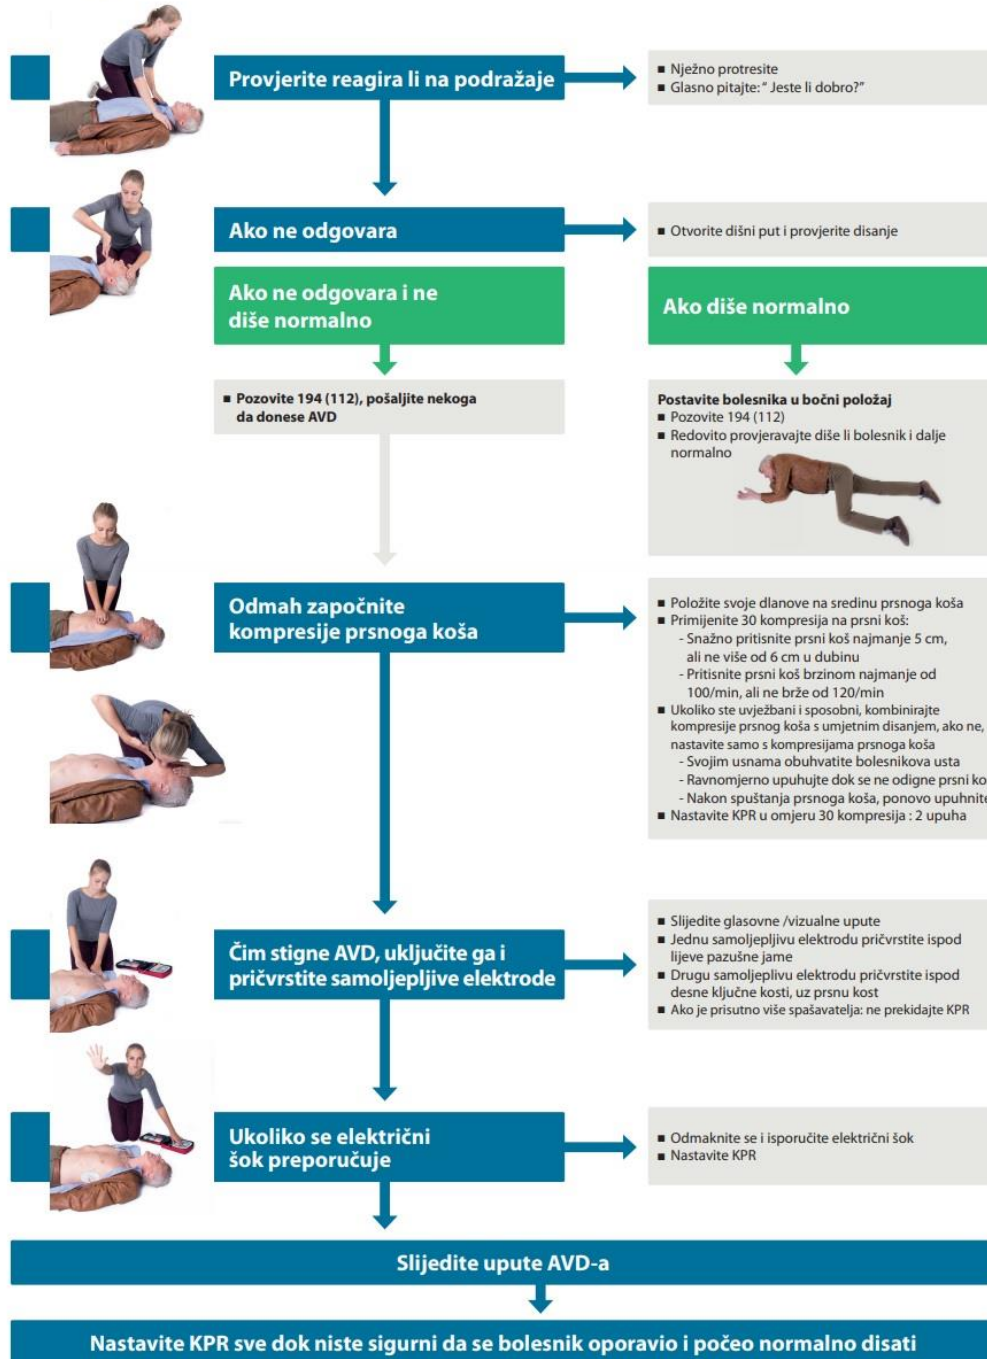 Provjerite reagira li na podražaje
■ Nježno protresite
■ Glasno pitajte: “ Jeste li dobro?”
Ako ne odgovara
■ Otvorite dišni put i provjerite disanje
Ako ne odgovara i ne
diše normalno
■ Pozovite 194 (112), pošaljite nekoga
da donese AVD
Ako diše normalno
Postavite bolesnika u bočni položaj
■ Pozovite 194 (112)
■ Redovito provjeravajte diše li bolesnik i dalje
normalno
Odmah započnite
kompresije prsnoga koša
■ Položite svoje dlanove na sredinu prsnoga koša
■ Primijenite 30 kompresija na prsni koš:
- Snažno pritisnite prsni koš najmanje 5 cm,
ali ne više od 6 cm u dubinu
- Pritisnite prsni koš brzinom najmanje od
100/min, ali ne brže od 120/min
■ Ukoliko ste uvježbani i sposobni, kombinirajte
kompresije prsnog koša s umjetnim disanjem, ako ne,
nastavite samo s kompresijama prsnoga koša
- Svojim usnama obuhvatite bolesnikova usta
- Ravnomjerno upuhujte dok se ne odigne prsni ko
- Nakon spuštanja prsnoga koša, ponovo upuhnite
■ Nastavite KPR u omjeru 30 kompresija : 2 upuha
Čim stigne AVD, uključite ga i
pričvrstite samoljepljive elektrode
■ Slijedite glasovne /vizualne upute
■ Jednu samoljepljivu elektrodu pričvrstite ispod
lijeve pazušne jame
■ Drugu samoljeplivu elektrodu pričvrstite ispod
desne ključne kosti, uz prsnu kost
■ Ako je prisutno više spašavatelja: ne prekidajte KPR
Ukoliko se električni
šok preporučuje
■ Odmaknite se i isporučite električni šok
■ Nastavite KPR
Slijedite upute AVD-a
Nastavite KPR sve dok niste sigurni da se bolesnik oporavio i počeo normalno disati